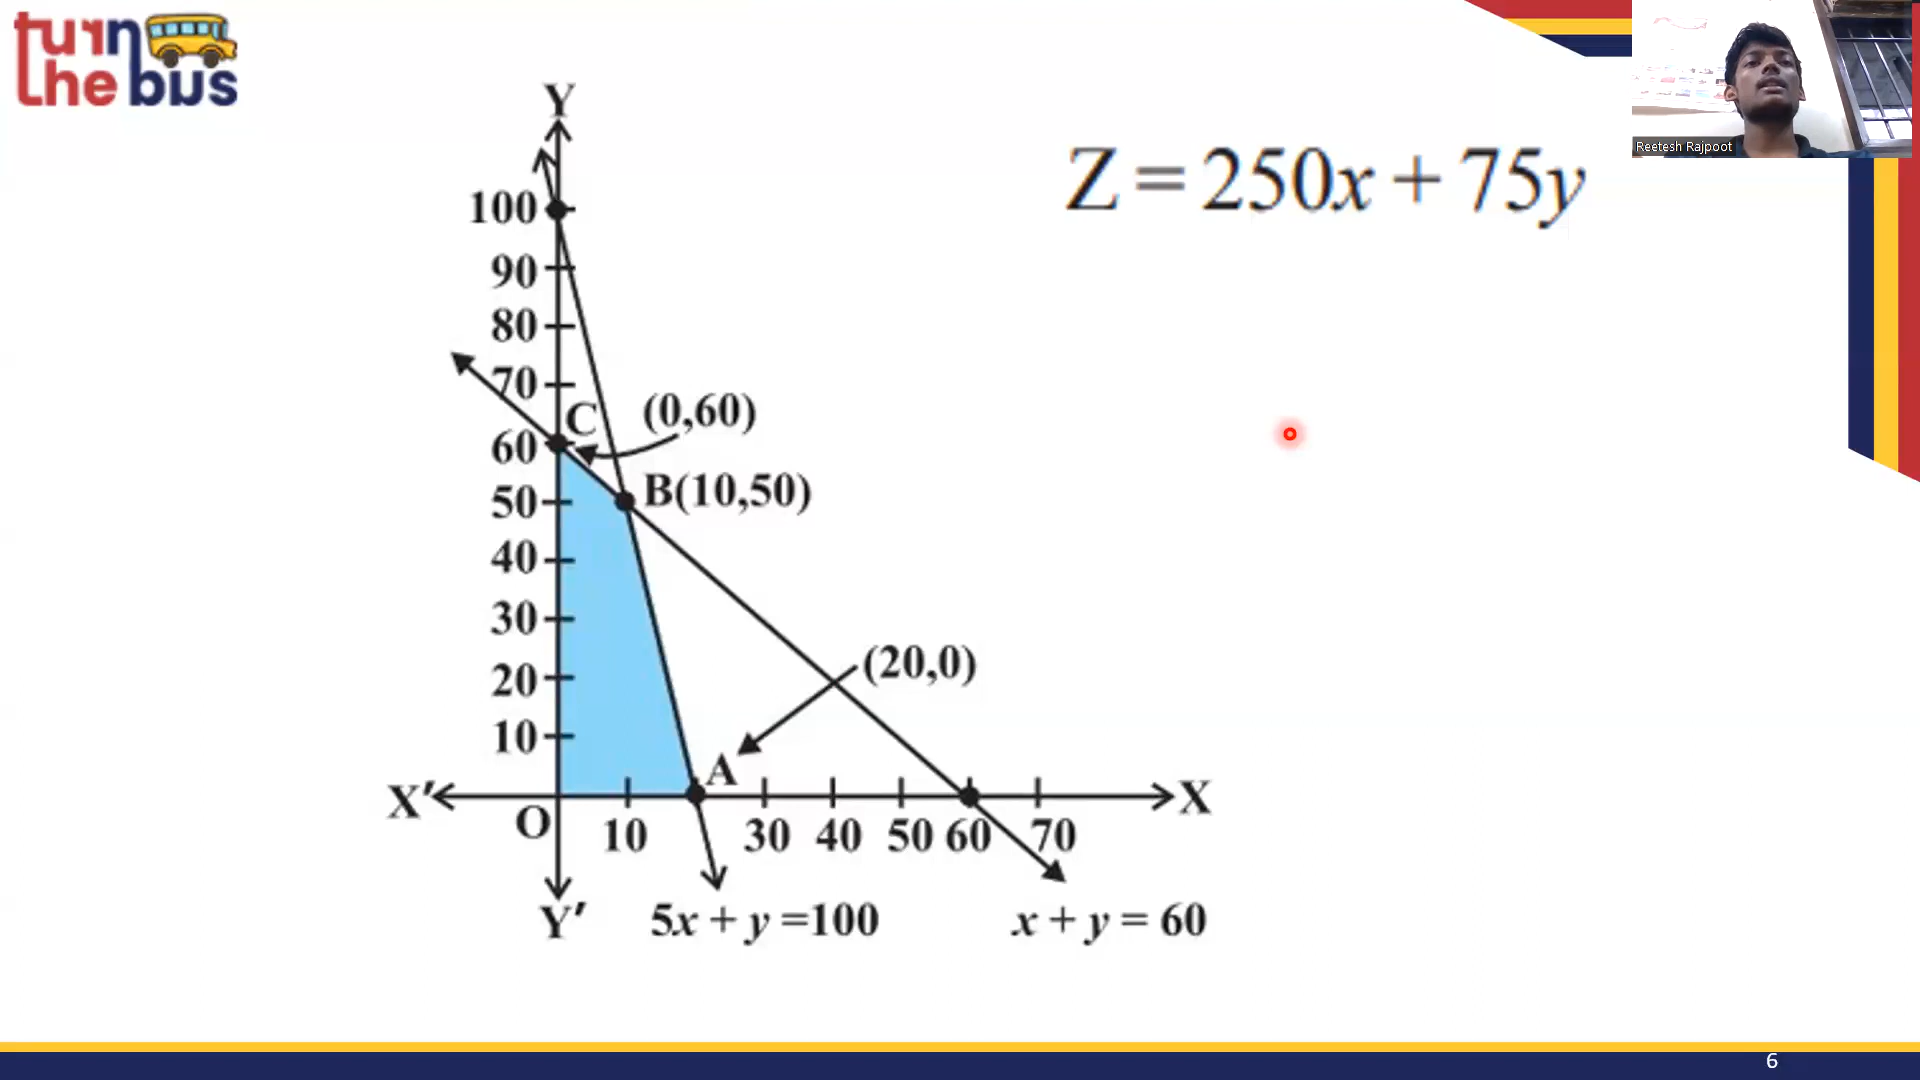 turn
the bus
Reetesh Rajpoot
Z = 250x + 75y
Y
100
90
80
70
C (0,60)
60
50 B(10,50)
40
30
20 (20,0)
10
A
X′ X
O 10 30 40 50 60 70
Y′ 5x + y =100 x + y = 60
6